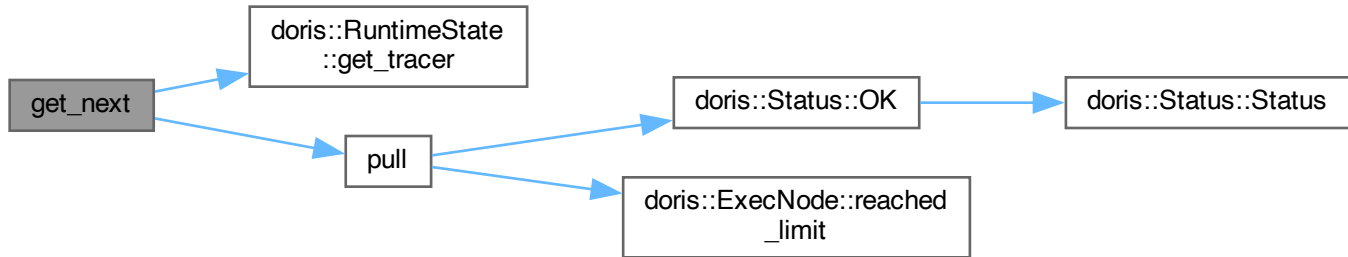 get_next
doris::RuntimeState
::get_tracer
pull
doris::Status::OK
doris::Status::Status
doris::ExecNode::reached
_limit